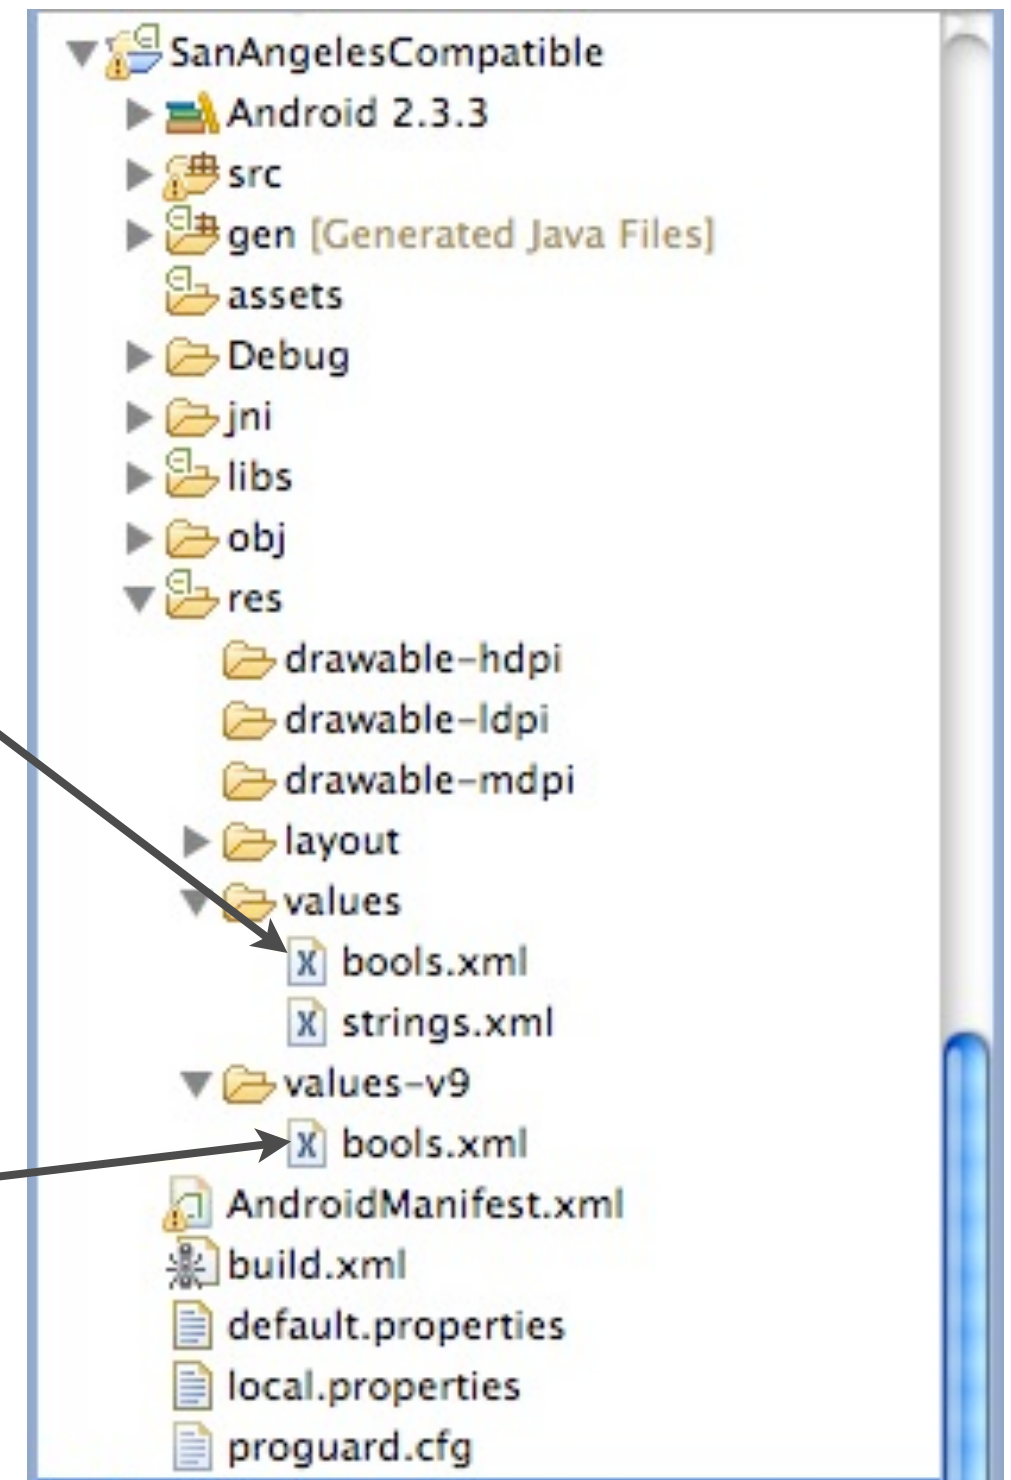 SanAngelesCompatible
Android 2.3.3
src
gen [Generated Java Files]
assets
Debug
jni
libs
obj
res
drawable-hdpi
drawable-ldpi
drawable-mdpi
layout
values
bools.xml
strings.xml
values-v9
bools.xml
AndroidManifest.xml
build.xml
default.properties
local.properties
proguard.cfg